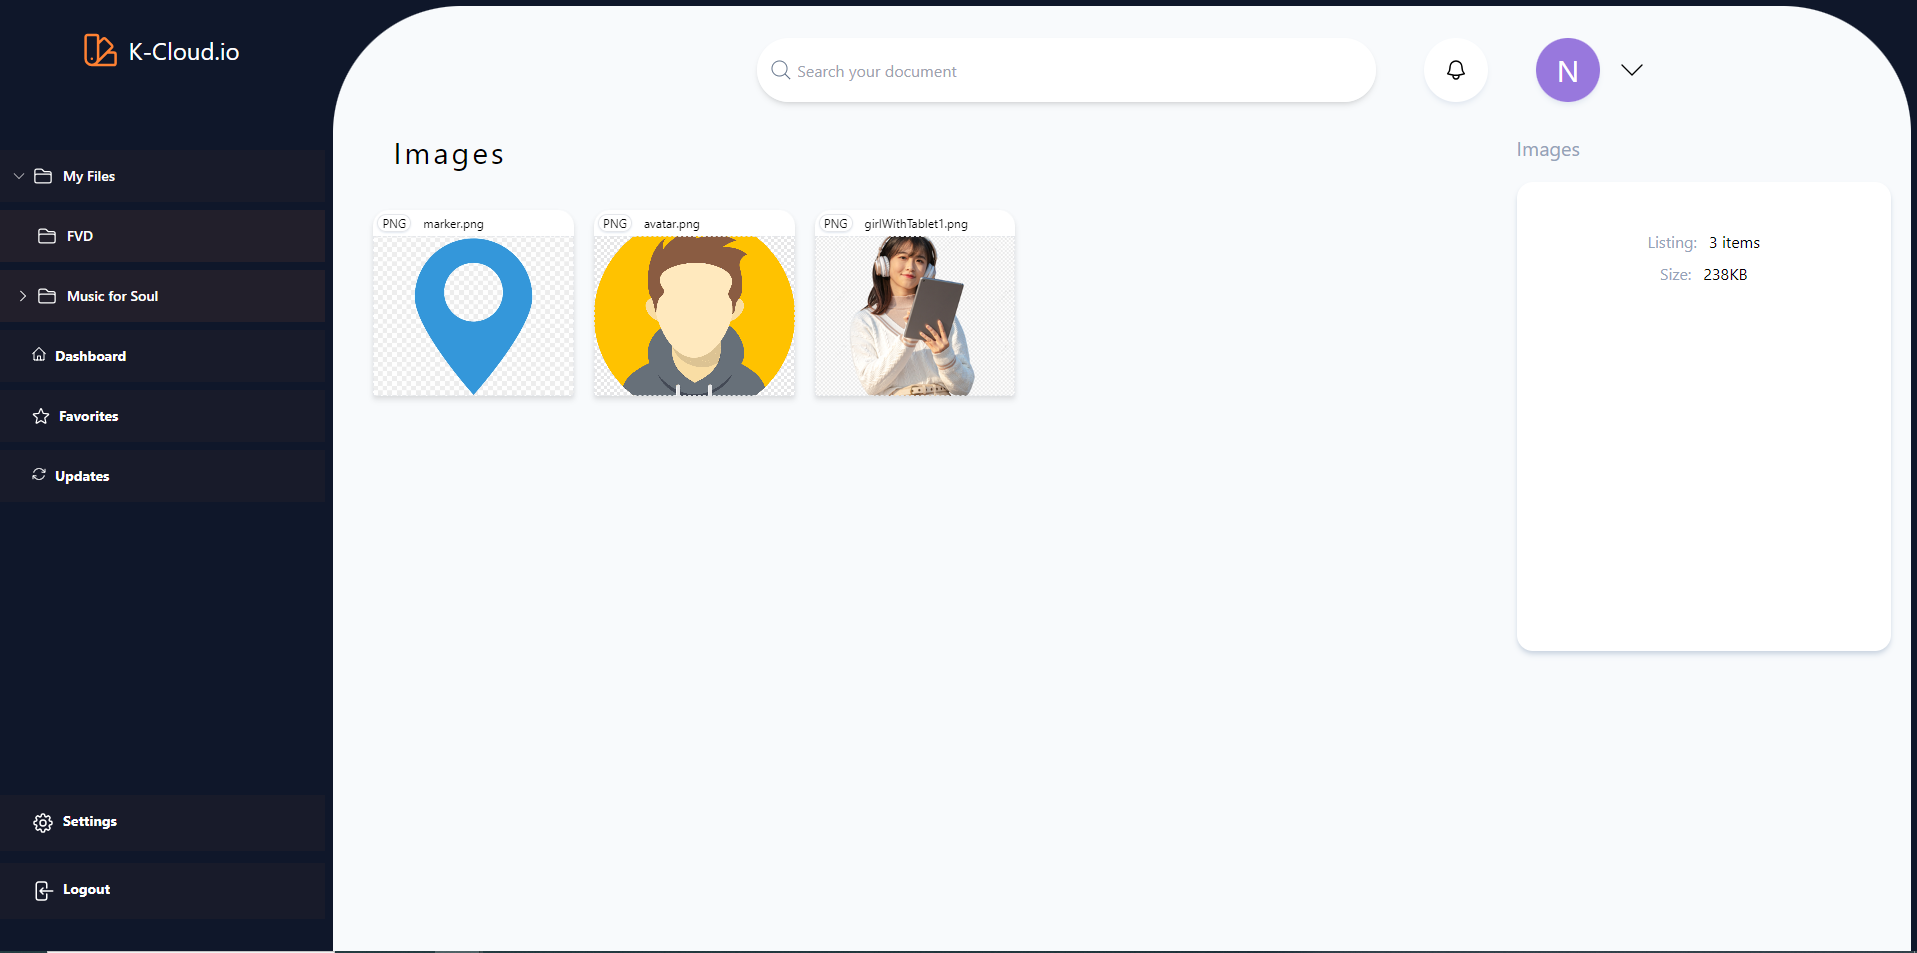 K-Cloud.io
Search your document
N
My Files
FVD
Music for Soul
Dashboard
Favorites
Updates
Settings
Logout
Images
PNG marker.png
PNG avatar.png
PNG girlWithTablet1.png
Images
Listing: 3 items
Size: 238KB